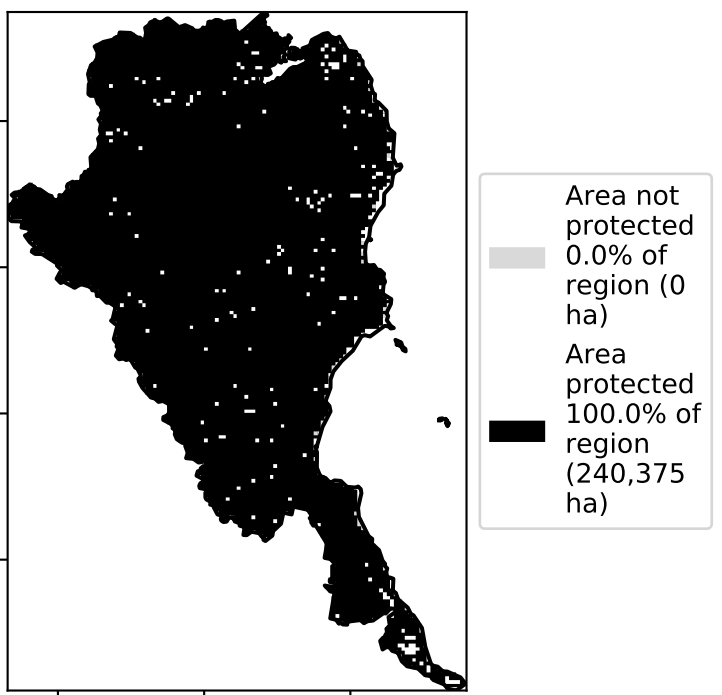 Area not
protected
0.0% of
region (0
ha)
Area
protected
100.0% of
region
(240,375
ha)